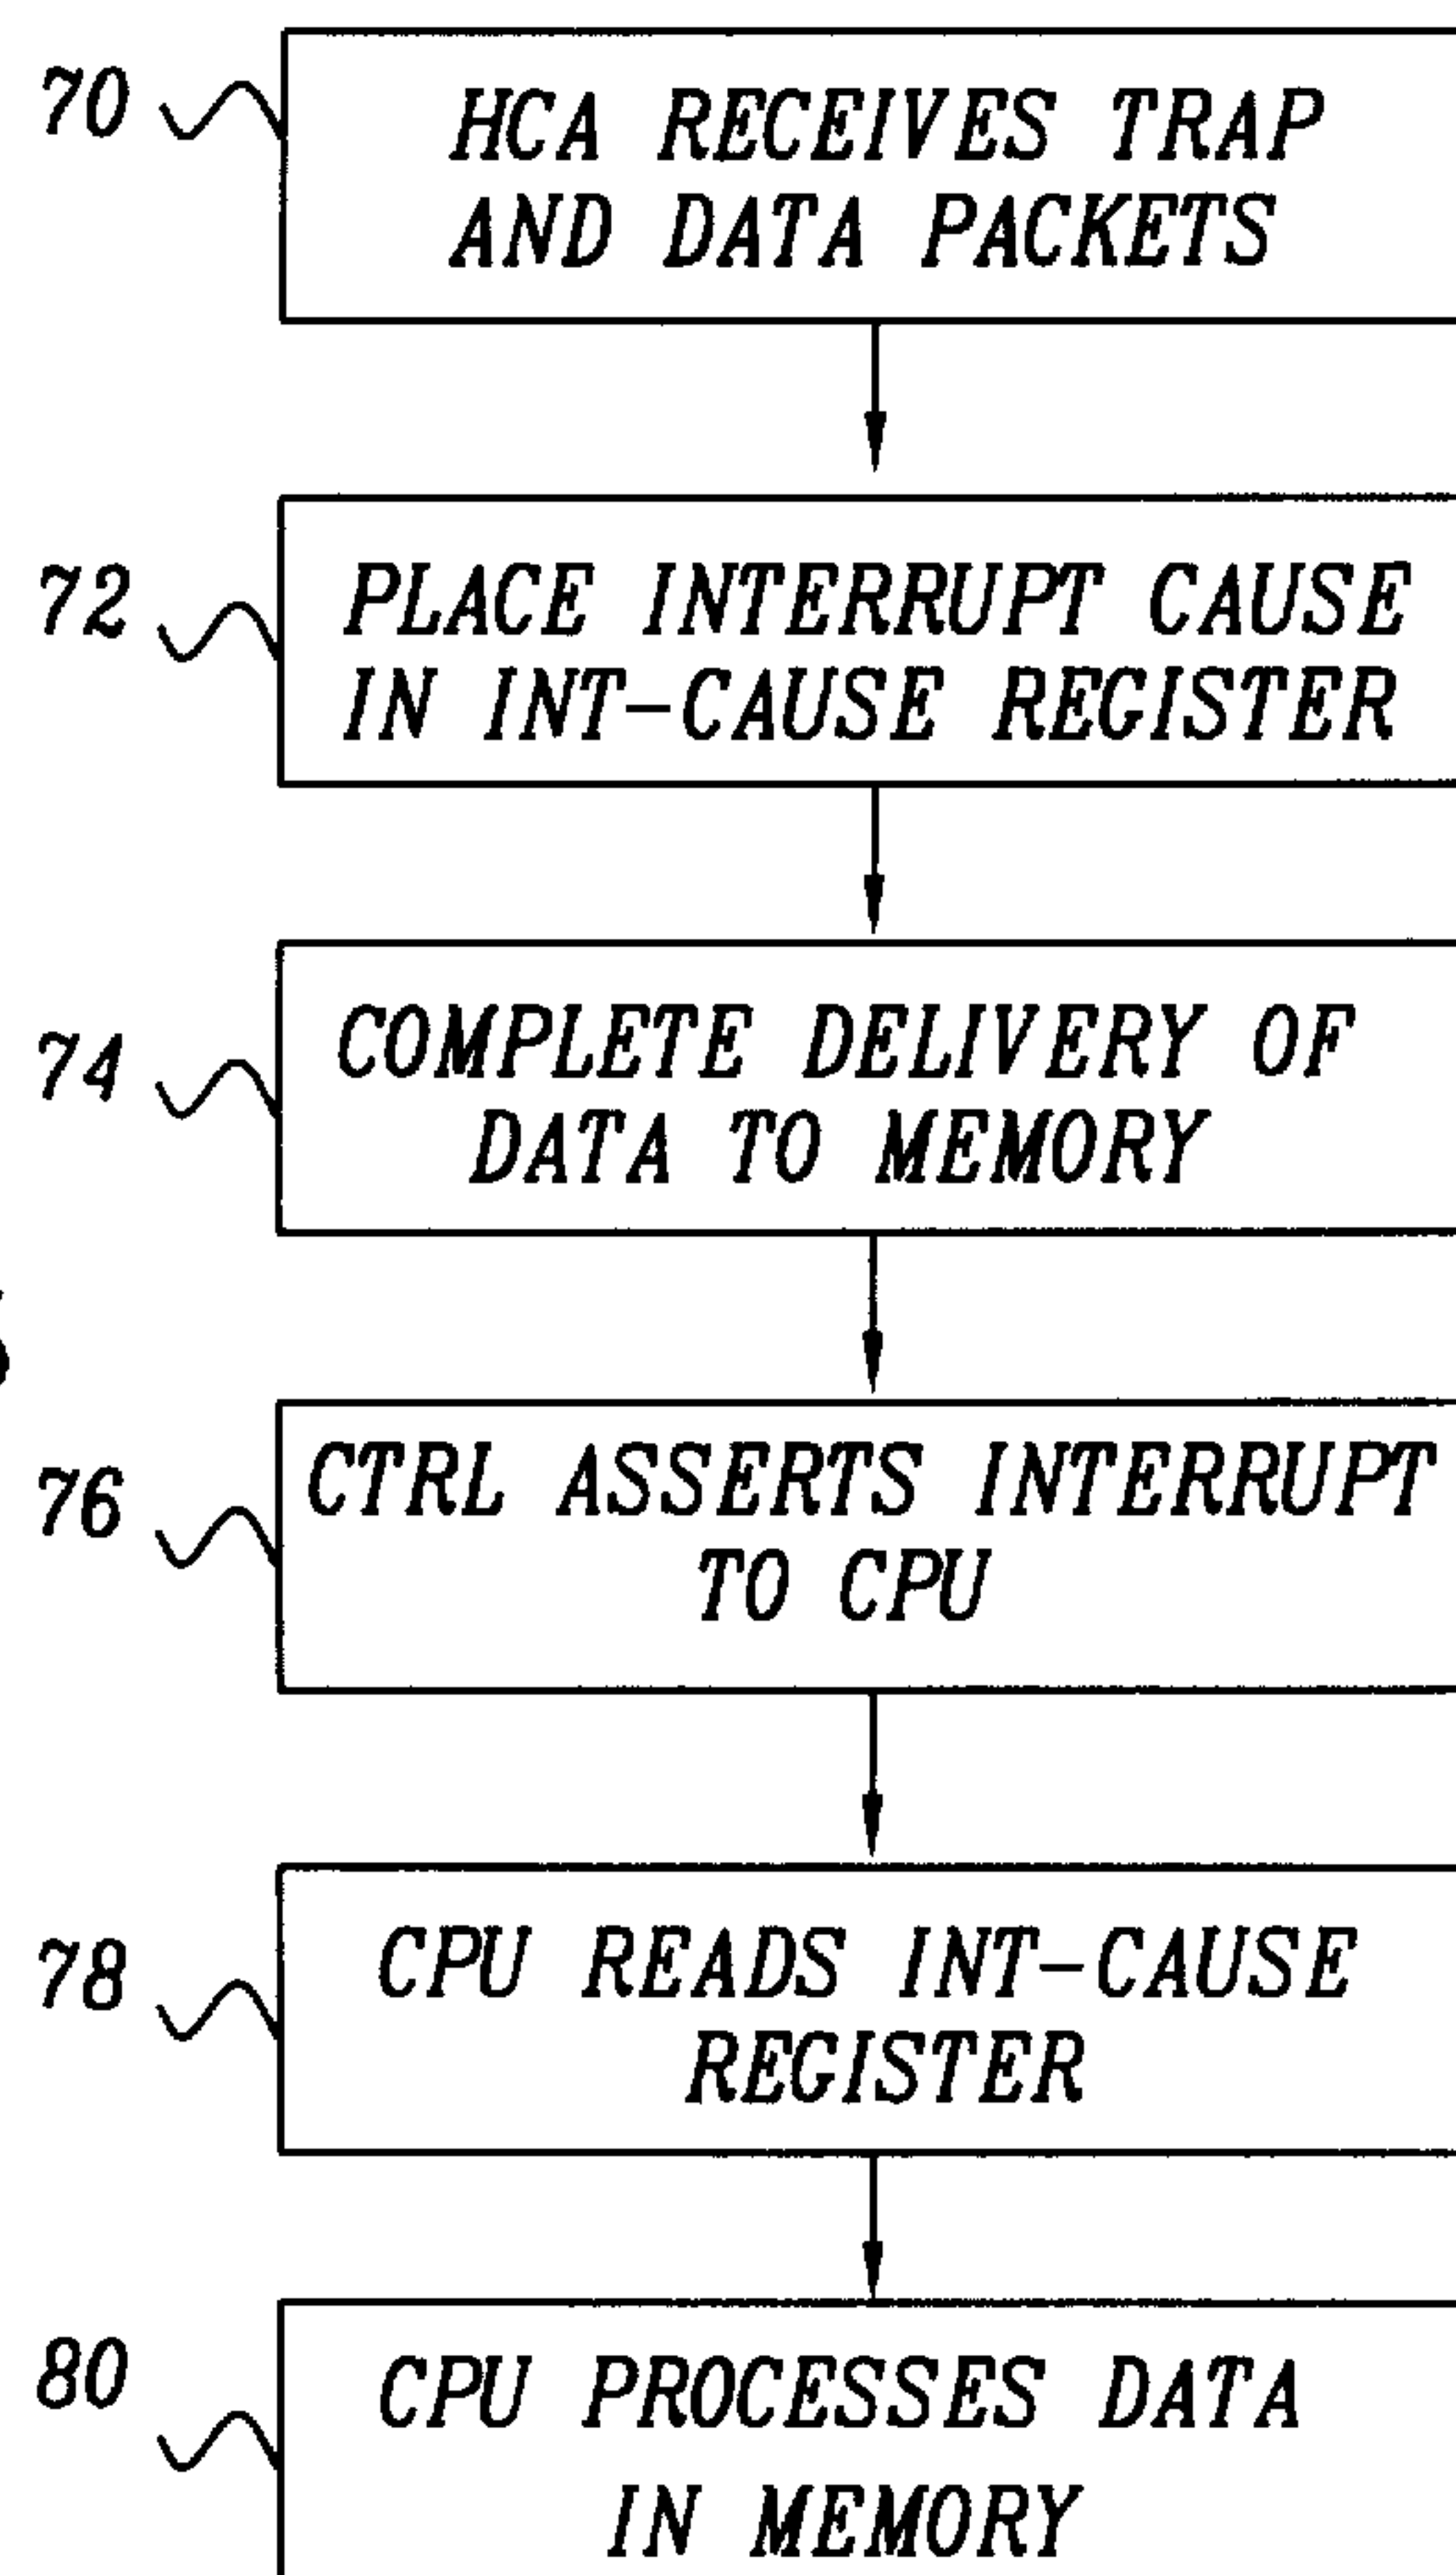 70
HCA RECEIVES TRAP
AND DATA PACKETS
72
PLACE INTERRUPT CAUSE
IN INT-CAUSE REGISTER
74
COMPLETE DELIVERY OF
DATA TO MEMORY
76
CTRL ASSERTS INTERRUPT
TO CPU
78
CPU READS INT-CAUSE
REGISTER
80
CPU PROCESSES DATA
IN MEMORY